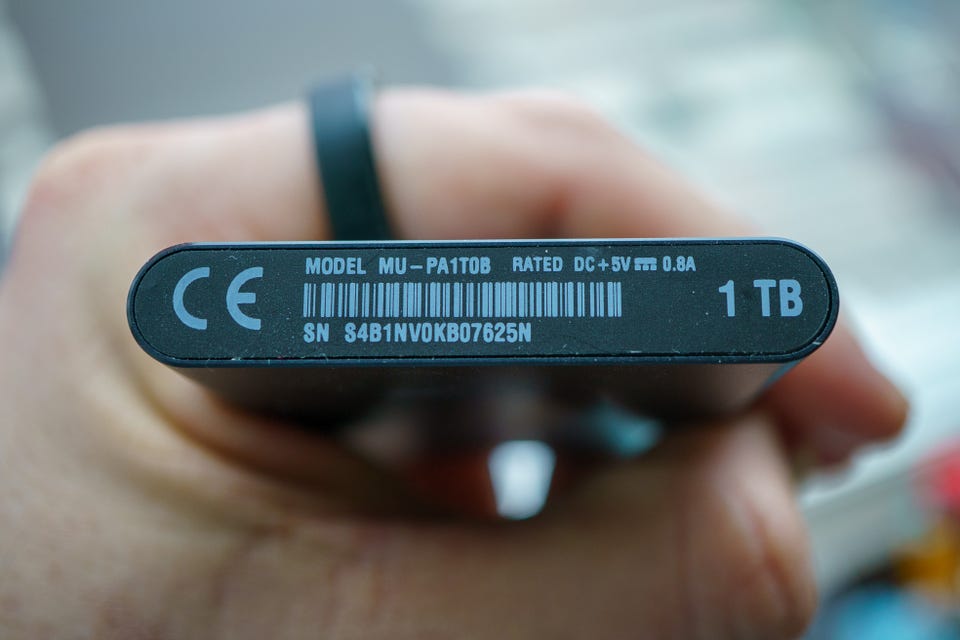 CE
MODEL MU-PA1T0B RATED DC+5V⎓0.8A
SN S4B1NV0KB07625N
1 TB